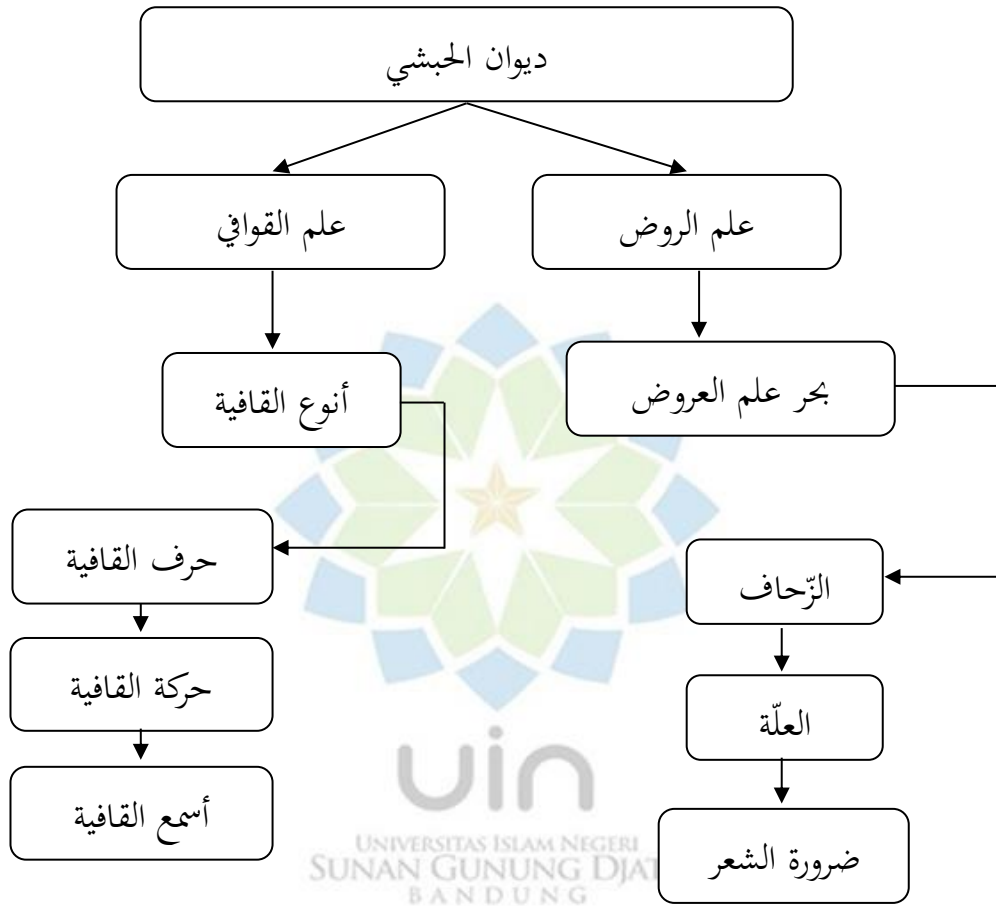 ديوان الحبشي
علم الروض
علم القوافي
بحر علم العروض
أنوع القافية
حرف القافية
الزّحاف
حركة القافية
العلّة
أسمع القافية
ضرورة الشعر
uin
UNIVERSITAS ISLAM NEGERI
SUNAN GUNUNG DJAT
BANDUNG